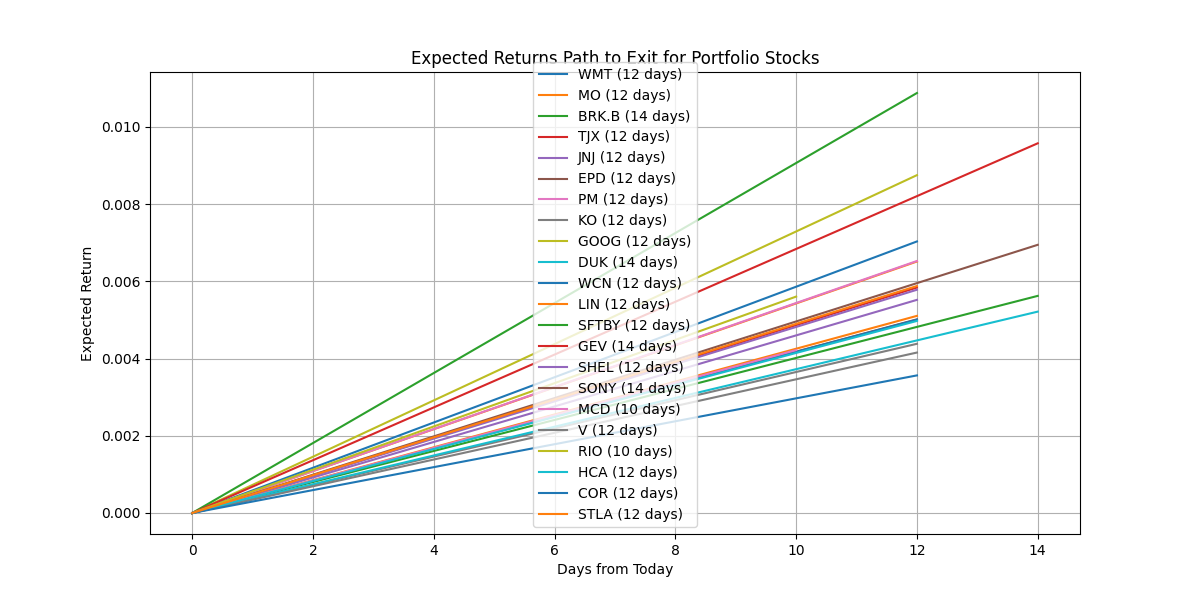 Expected Returns Path to Exit for Portfolio Stocks
WMT (12 days)
MO (12 days)
BRK.B (14 days)
TJX (12 days)
JNJ (12 days)
EPD (12 days)
PM (12 days)
KO (12 days)
GOOG (12 days)
DUK (14 days)
WCN (12 days)
LIN (12 days)
SFTBY (12 days)
GEV (14 days)
SHEL (12 days)
SONY (14 days)
MCD (10 days)
V (12 days)
RIO (10 days)
HCA (12 days)
COR (12 days)
STLA (12 days)
Expected Return
0.010
0.008
0.006
0.004
0.002
0.000
0 2 4 6 8 10 12 14
Days from Today